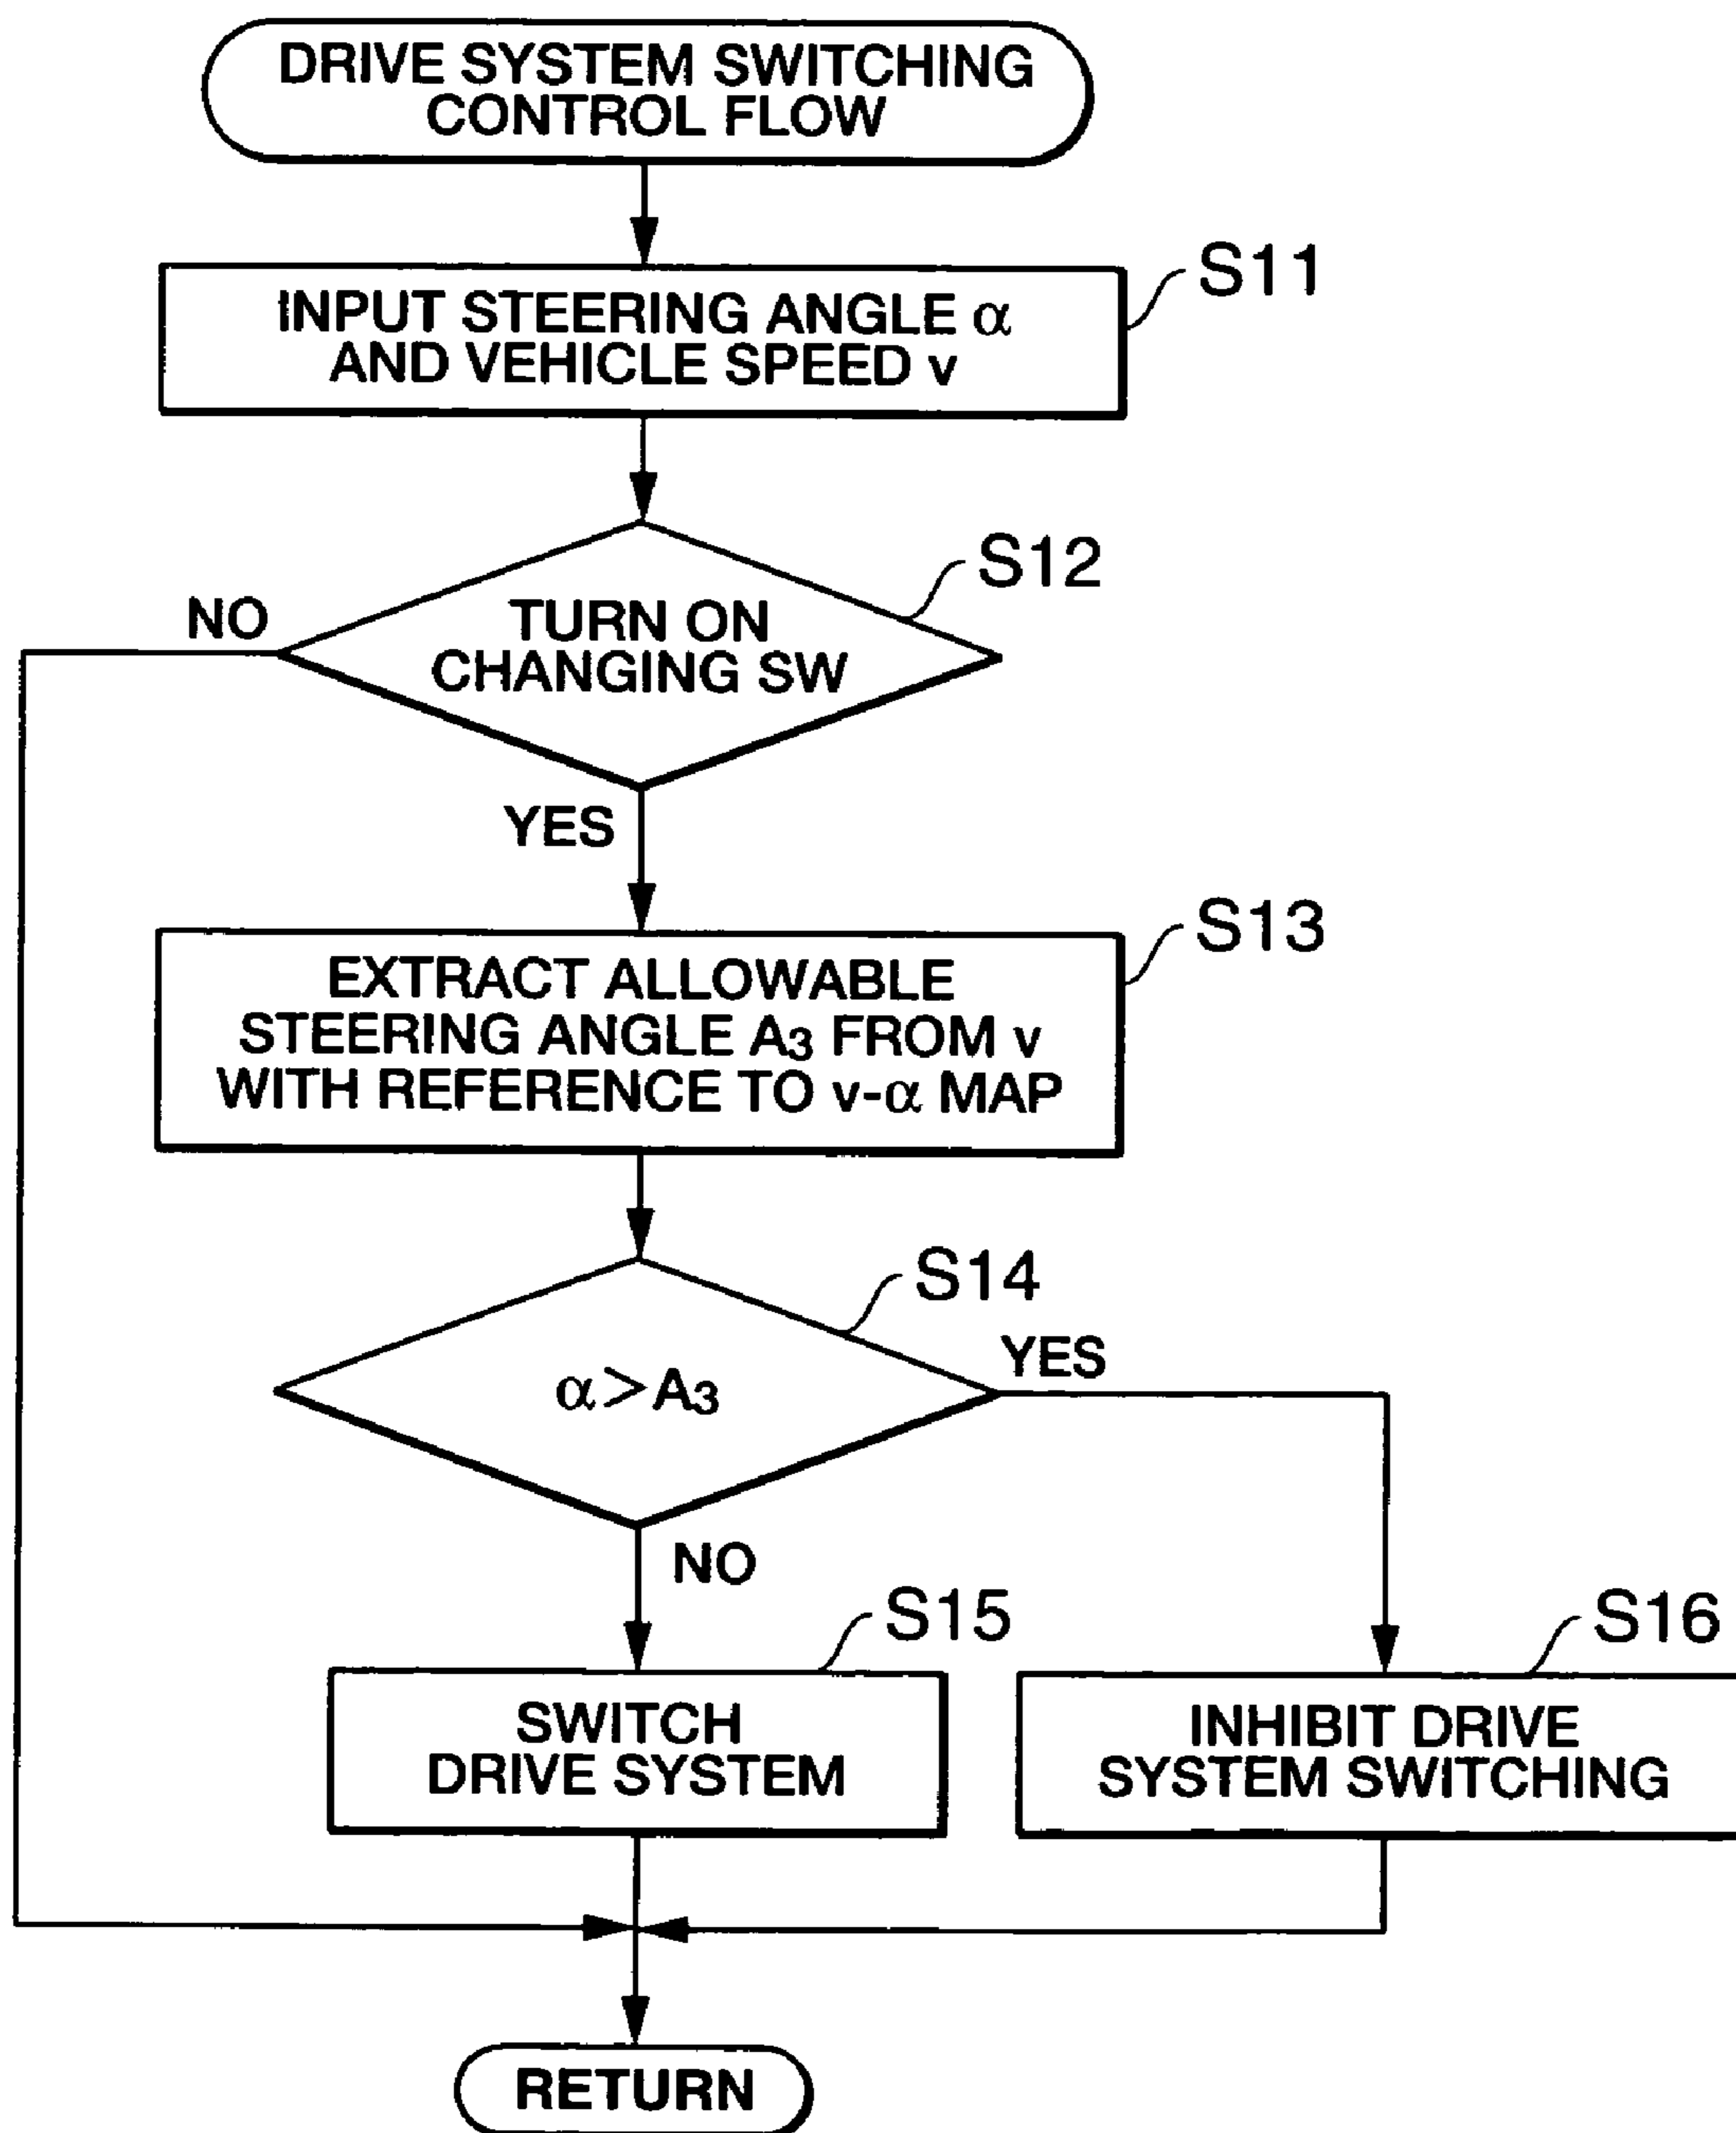 DRIVE SYSTEM SWITCHING
CONTROL FLOW
S11
INPUT STEERING ANGLE α
AND VEHICLE SPEED v
S12
NO
TURN ON
CHANGING SW
YES
S13
EXTRACT ALLOWABLE
STEERING ANGLE A3 FROM v
WITH REFERENCE TO v-α MAP
S14
YES
α>A3
NO
S15
S16
SWITCH
DRIVE SYSTEM
INHIBIT DRIVE
SYSTEM SWITCHING
RETURN